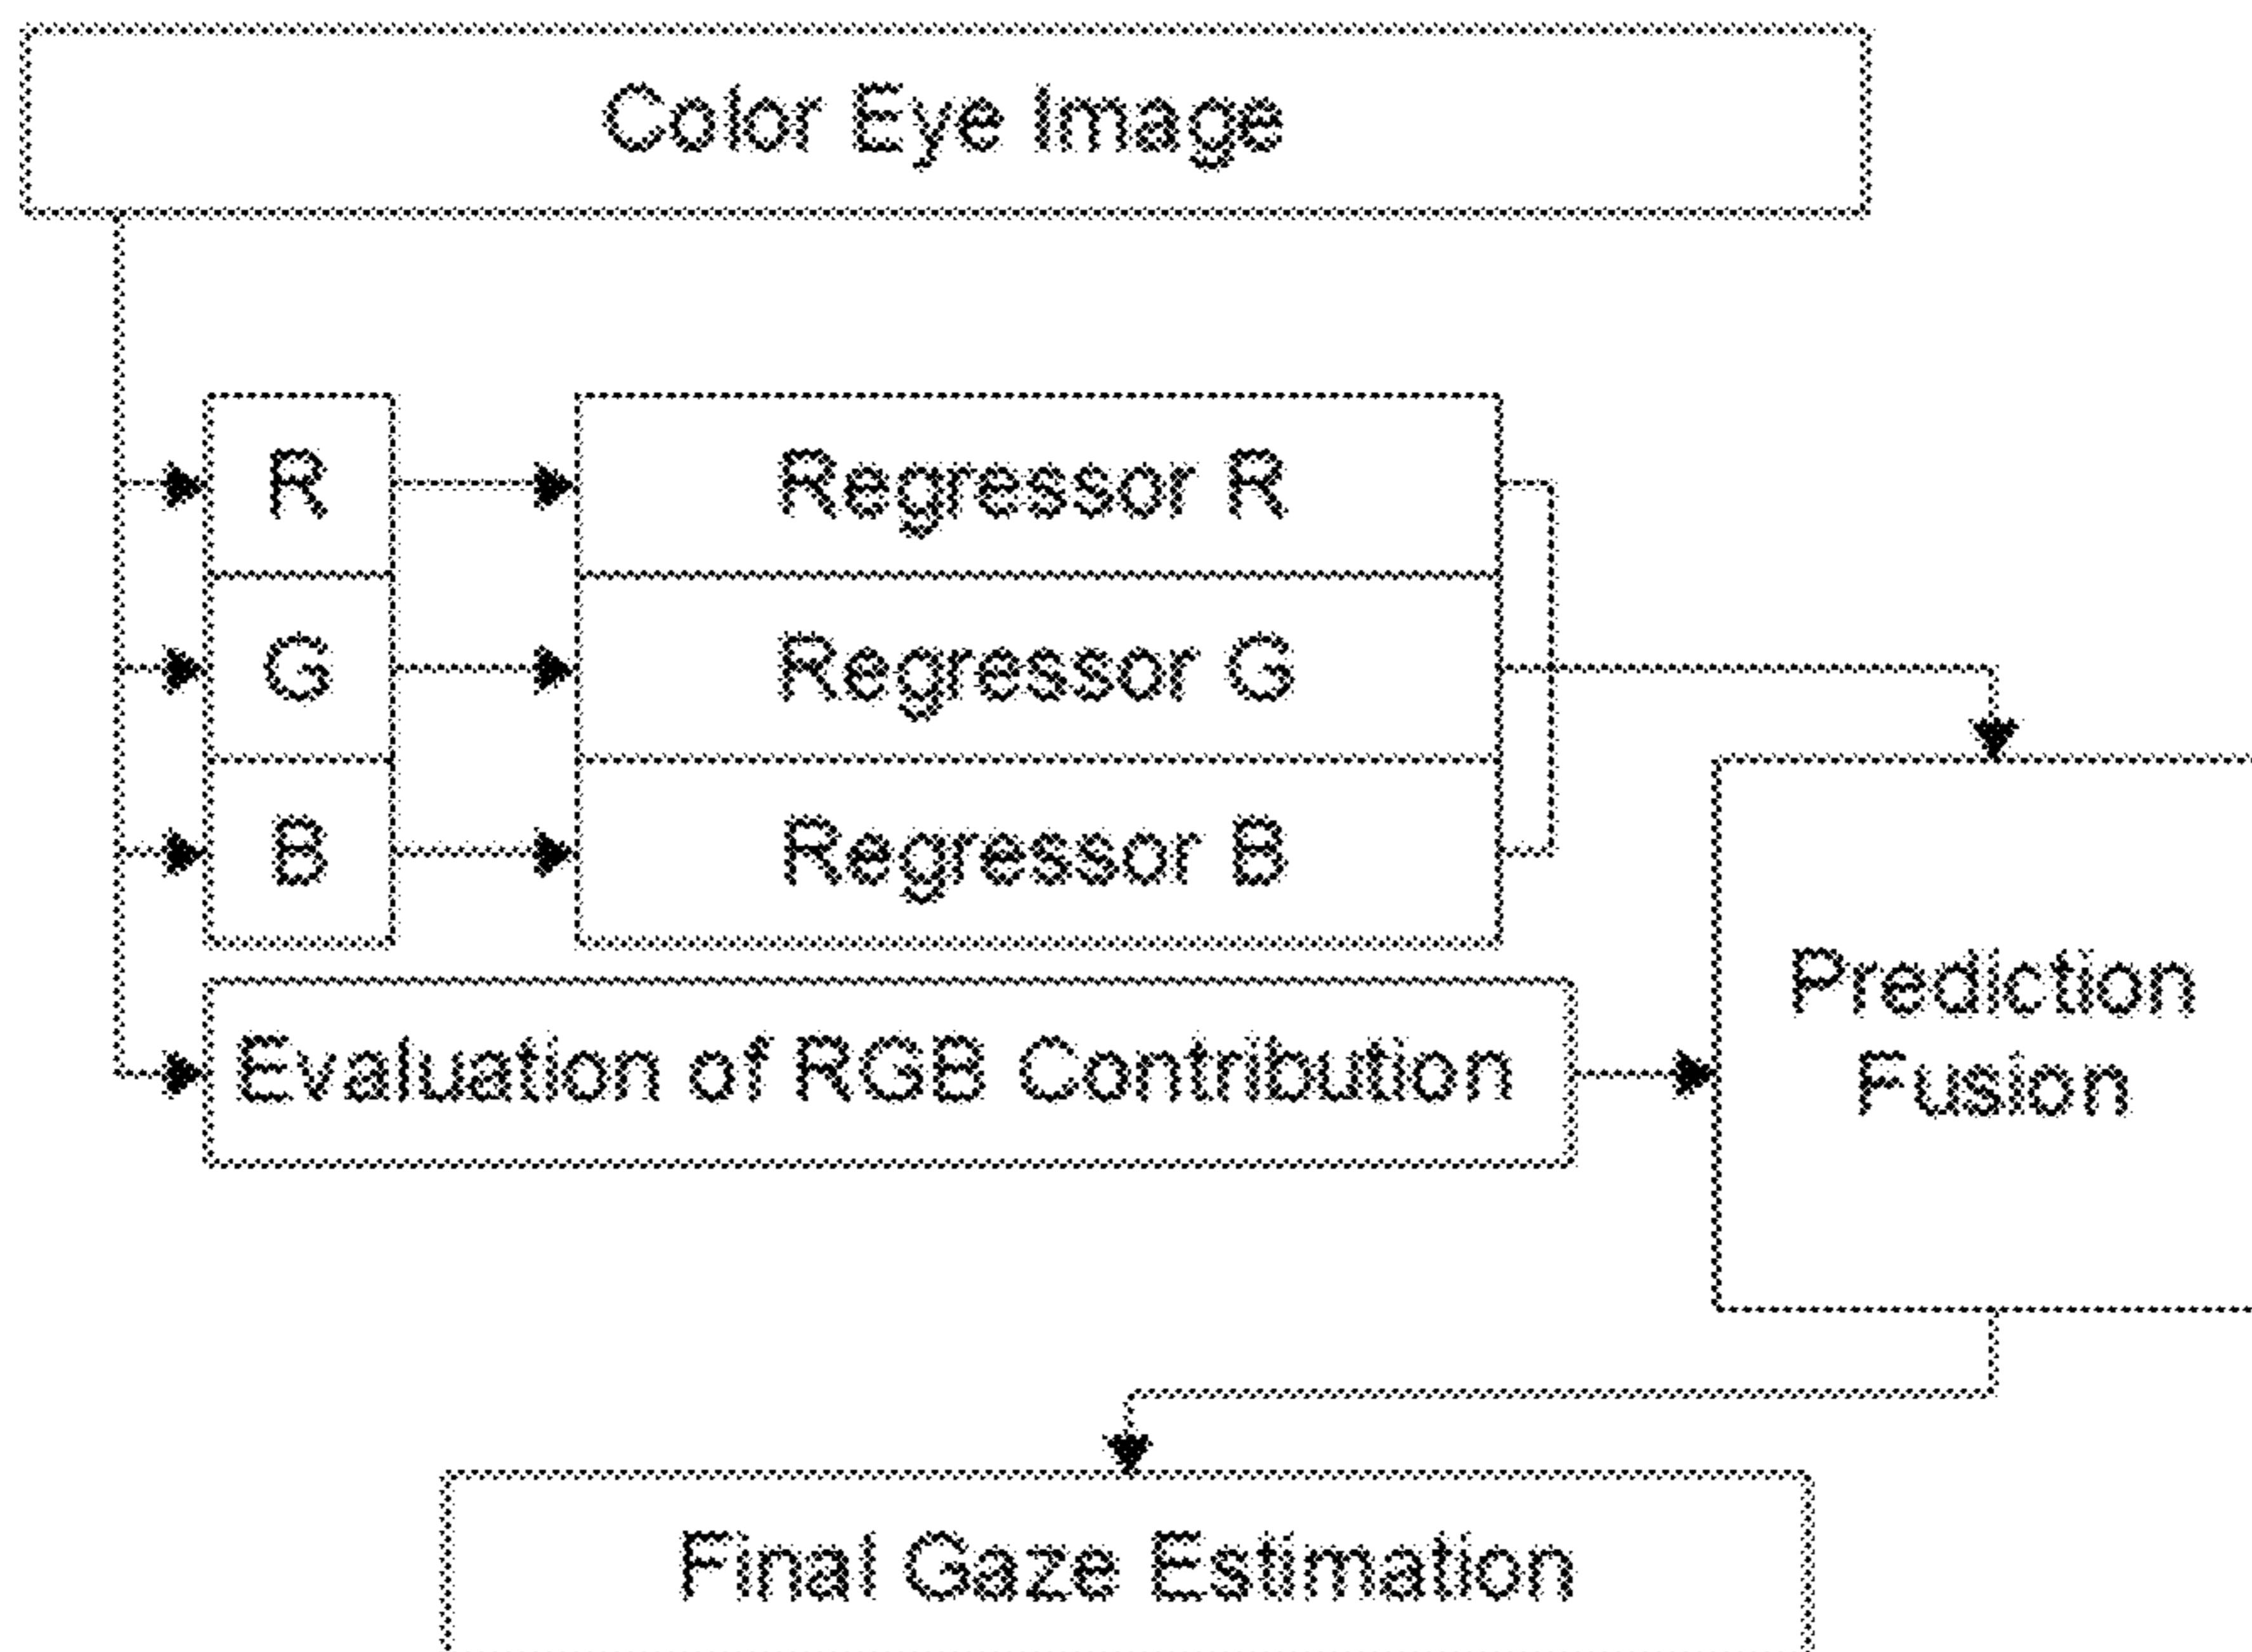 Color Eye Image
R
Regressor R
G
Regressor G
B
Regressor B
Evaluation of RGB Contribution
Prediction
Fusion
Final Gaze Estimation